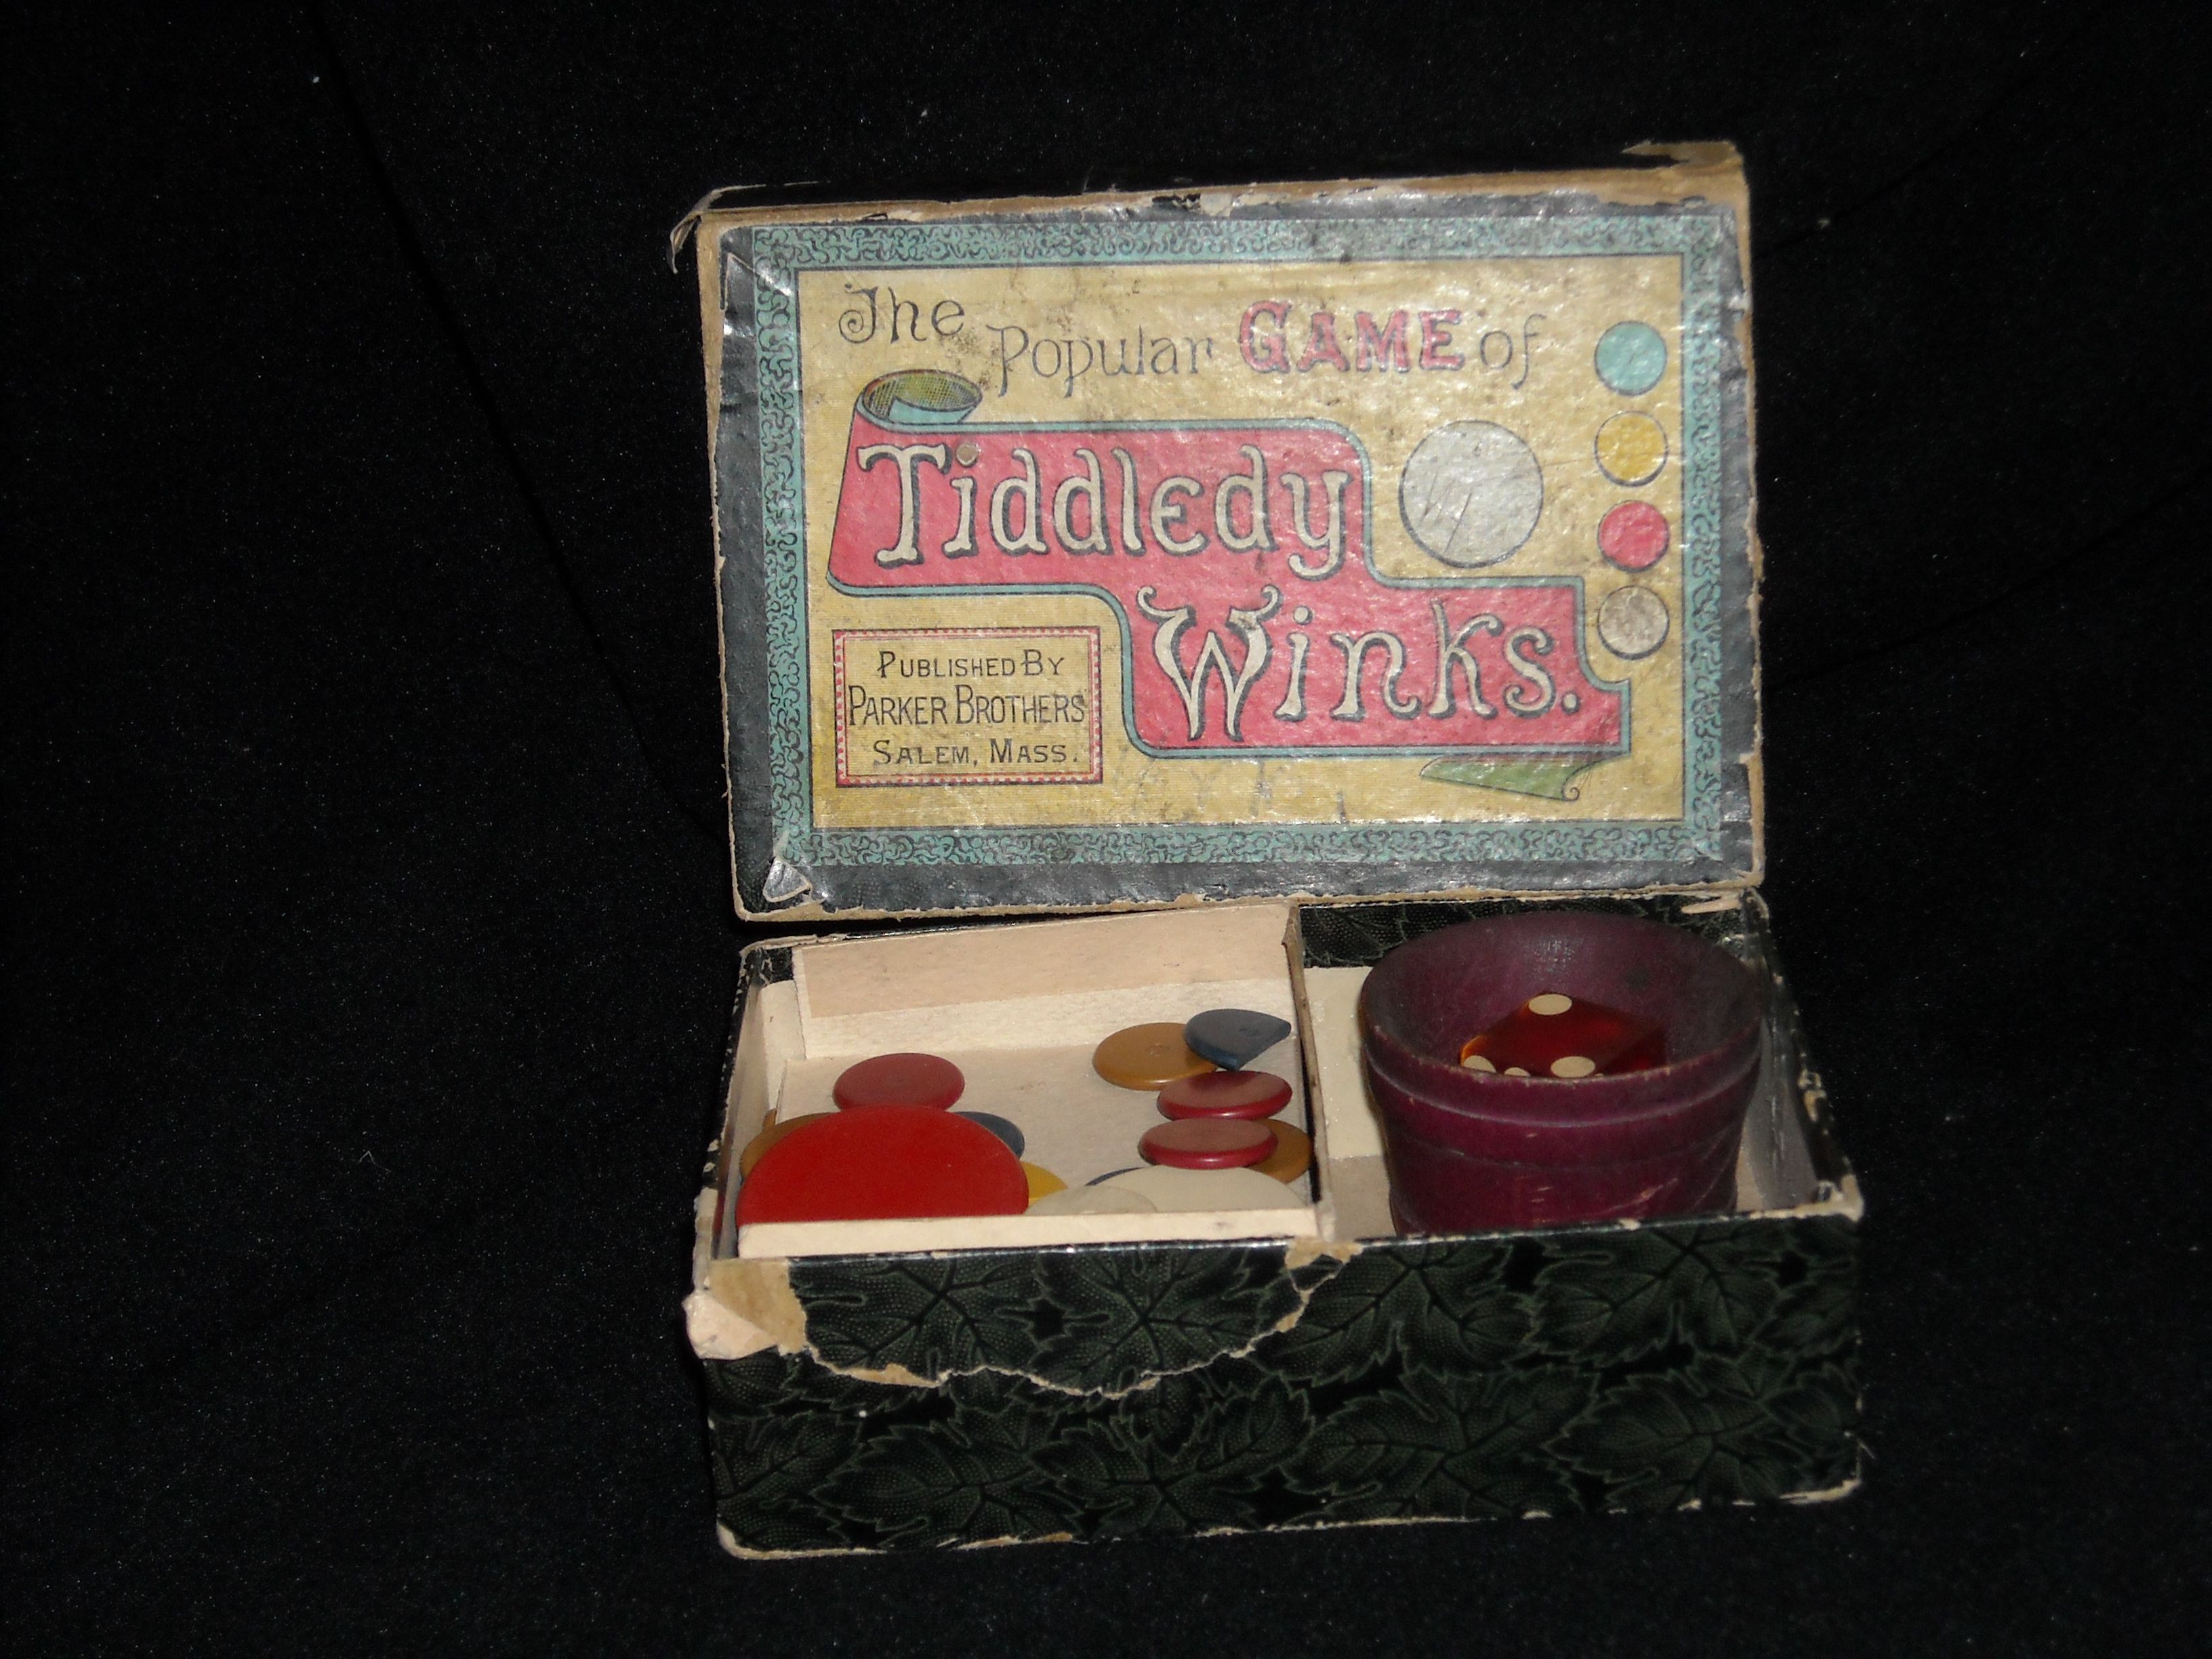 The Popular GAME of
Tiddledy
Winks.
PUBLISHED BY
PARKER BROTHERS
SALEM, MASS.